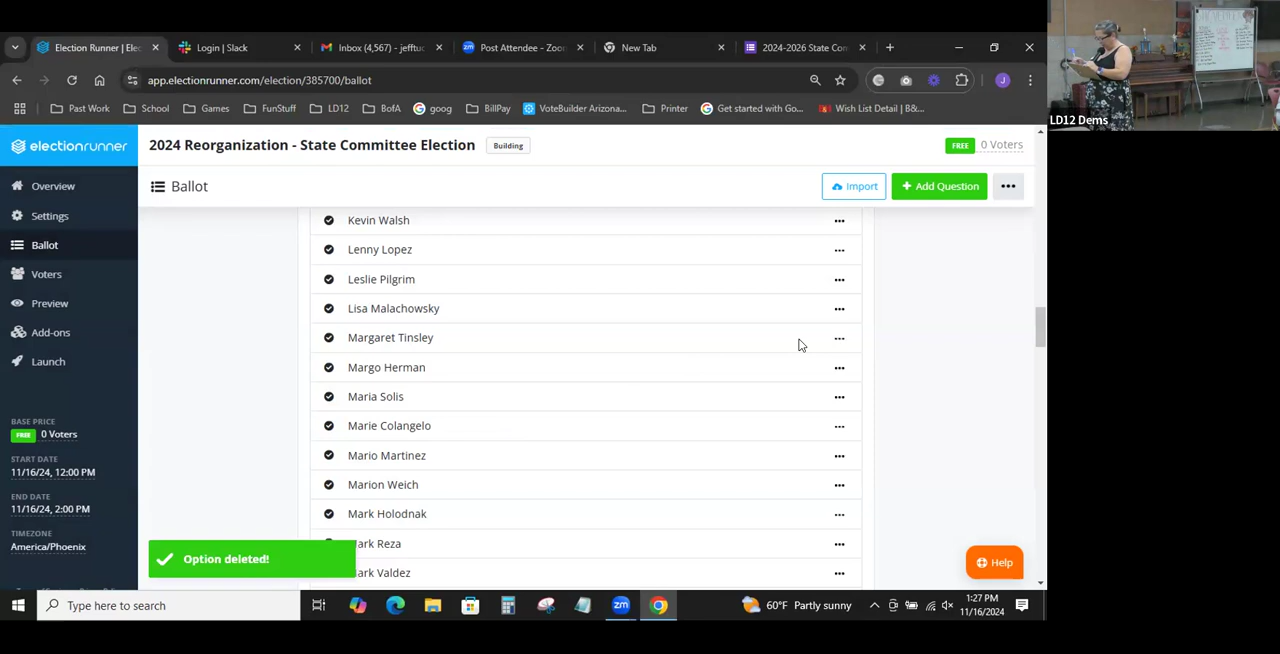 Election Runner | Elec
Login | Slack
Inbox (4,567) - jefftuc
Post Attendee - Zoo
New Tab
2024-2026 State Com
app.electionrunner.com/election/385700/ballot
Past Work
School
Games
FunStuff
LD12
BofA
goog
BillPay
VoteBuilder Arizona...
Printer
Get started with Go...
Wish List Detail | B&...
LD12 Dems
electionrunner
2024 Reorganization - State Committee Election
Building
FREE 0 Voters
Ballot
Import
+ Add Question
Overview
Settings
Ballot
Voters
Preview
Add-ons
Launch
BASE PRICE
FREE 0 Voters
START DATE
11/16/24, 12:00 PM
END DATE
11/16/24, 2:00 PM
TIMEZONE
America/Phoenix
Kevin Walsh
Lenny Lopez
Leslie Pilgrim
Lisa Malachowsky
Margaret Tinsley
Margo Herman
Maria Solis
Marie Colangelo
Mario Martinez
Marion Weich
Mark Holodnak
ark Reza
ark Valdez
Option deleted!
Help
Type here to search
60°F Partly sunny
1:27 PM
11/16/2024